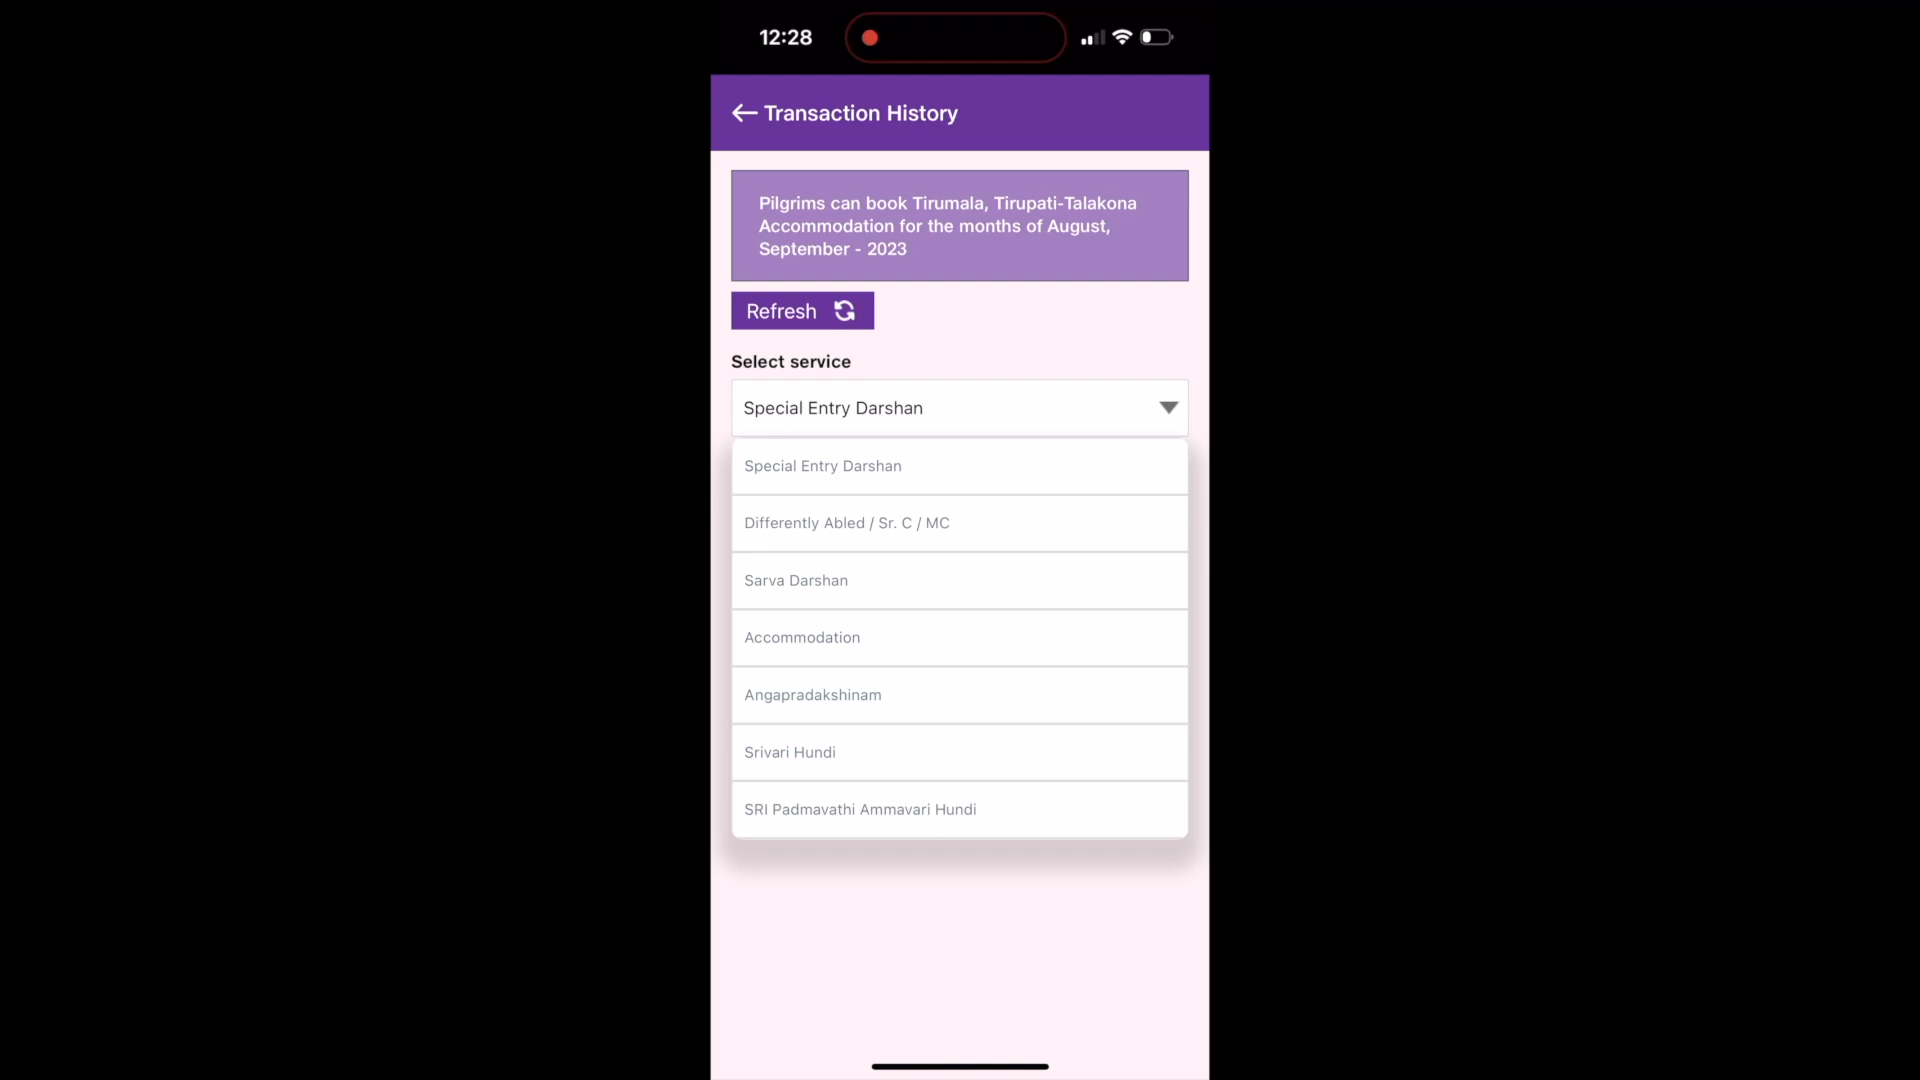 12:28
Transaction History
Pilgrims can book Tirumala, Tirupati-Talakona
Accommodation for the months of August,
September - 2023
Refresh
Select service
Special Entry Darshan
Special Entry Darshan
Differently Abled / Sr. C / MC
Sarva Darshan
Accommodation
Angapradakshinam
Srivari Hundi
SRI Padmavathi Ammavari Hundi